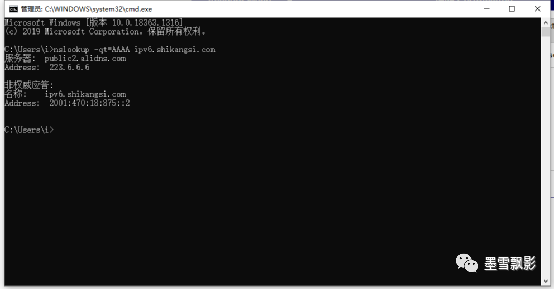 管理员: C:\WINDOWS\system32\cmd.exe
Microsoft Windows [版本 10.0.18363.1316]
(c) 2019 Microsoft Corporation。保留所有权利。
C:\Users\i>nslookup -qt=AAAA ipv6.shikangsi.com
服务器:  public2.alidns.com
Address:  223.6.6.6
非权威应答:
名称:    ipv6.shikangsi.com
Address:  2001:470:18:875::2
C:\Users\i>
墨雪飘影